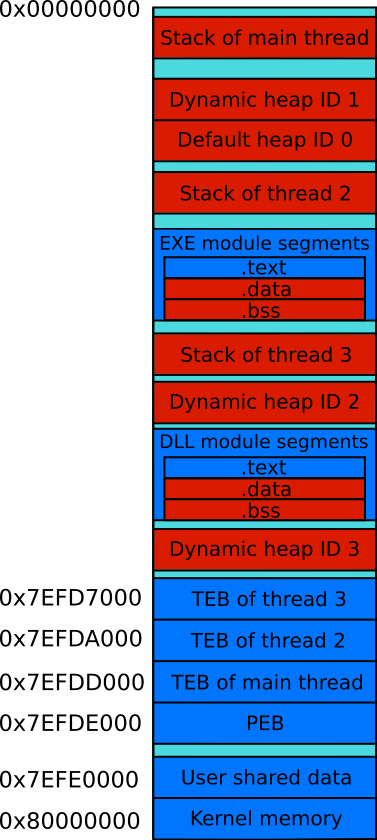 0x00000000
Stack of main thread
Dynamic heap ID 1
Default heap ID 0
Stack of thread 2
EXE module segments
.text
.data
.bss
Stack of thread 3
Dynamic heap ID 2
DLL module segments
.text
.data
.bss
Dynamic heap ID 3
0x7EFD7000 TEB of thread 3
0x7EFDA000 TEB of thread 2
0x7EFDD000 TEB of main thread
0x7EFDE000 PEB
0x7EFE0000 User shared data
0x80000000 Kernel memory